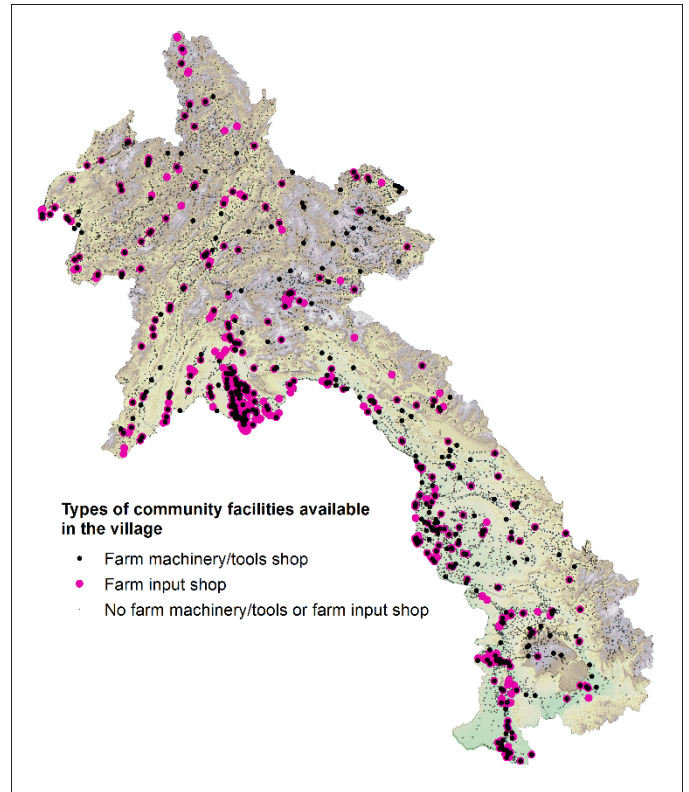 Types of community facilities available
in the village
Farm machinery/tools shop
Farm input shop
No farm machinery/tools or farm input shop